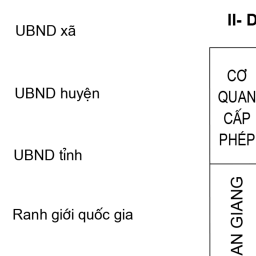 UBND xã
UBND huyện
UBND tỉnh
Ranh giới quốc gia
II- D
CƠ
QUAN
CẤP
PHÉP
AN GIANG